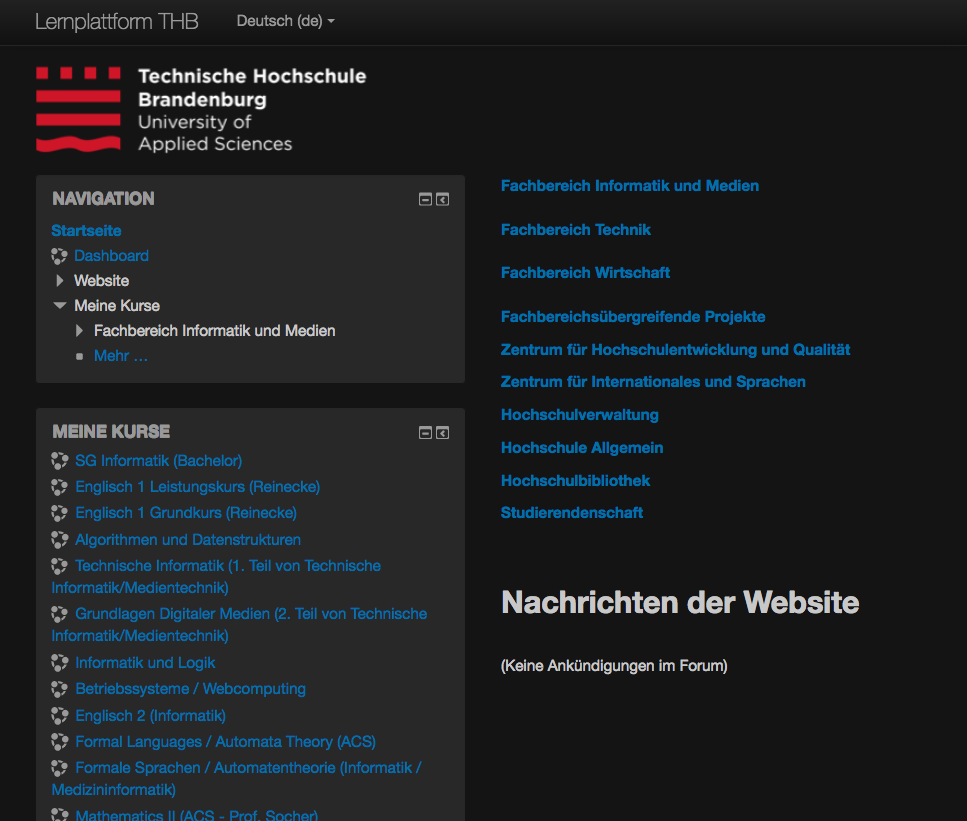 Lernplattform THB
Deutsch (de)
Technische Hochschule
Brandenburg
University of
Applied Sciences
NAVIGATION
Startseite
Dashboard
Website
Meine Kurse
Fachbereich Informatik und Medien
Mehr ...
MEINE KURSE
SG Informatik (Bachelor)
Englisch 1 Leistungskurs (Reinecke)
Englisch 1 Grundkurs (Reinecke)
Algorithmen und Datenstrukturen
Technische Informatik (1. Teil von Technische
Informatik/Medientechnik)
Grundlagen Digitaler Medien (2. Teil von Technische
Informatik/Medientechnik)
Informatik und Logik
Betriebssysteme / Webcomputing
Englisch 2 (Informatik)
Formal Languages / Automata Theory (ACS)
Formale Sprachen / Automatentheorie (Informatik /
Medizininformatik)
Mathematics II (ACS - Prof. Socher)
Fachbereich Informatik und Medien
Fachbereich Technik
Fachbereich Wirtschaft
Fachbereichsübergreifende Projekte
Zentrum für Hochschulentwicklung und Qualität
Zentrum für Internationales und Sprachen
Hochschulverwaltung
Hochschule Allgemein
Hochschulbibliothek
Studierendenschaft
Nachrichten der Website
(Keine Ankündigungen im Forum)